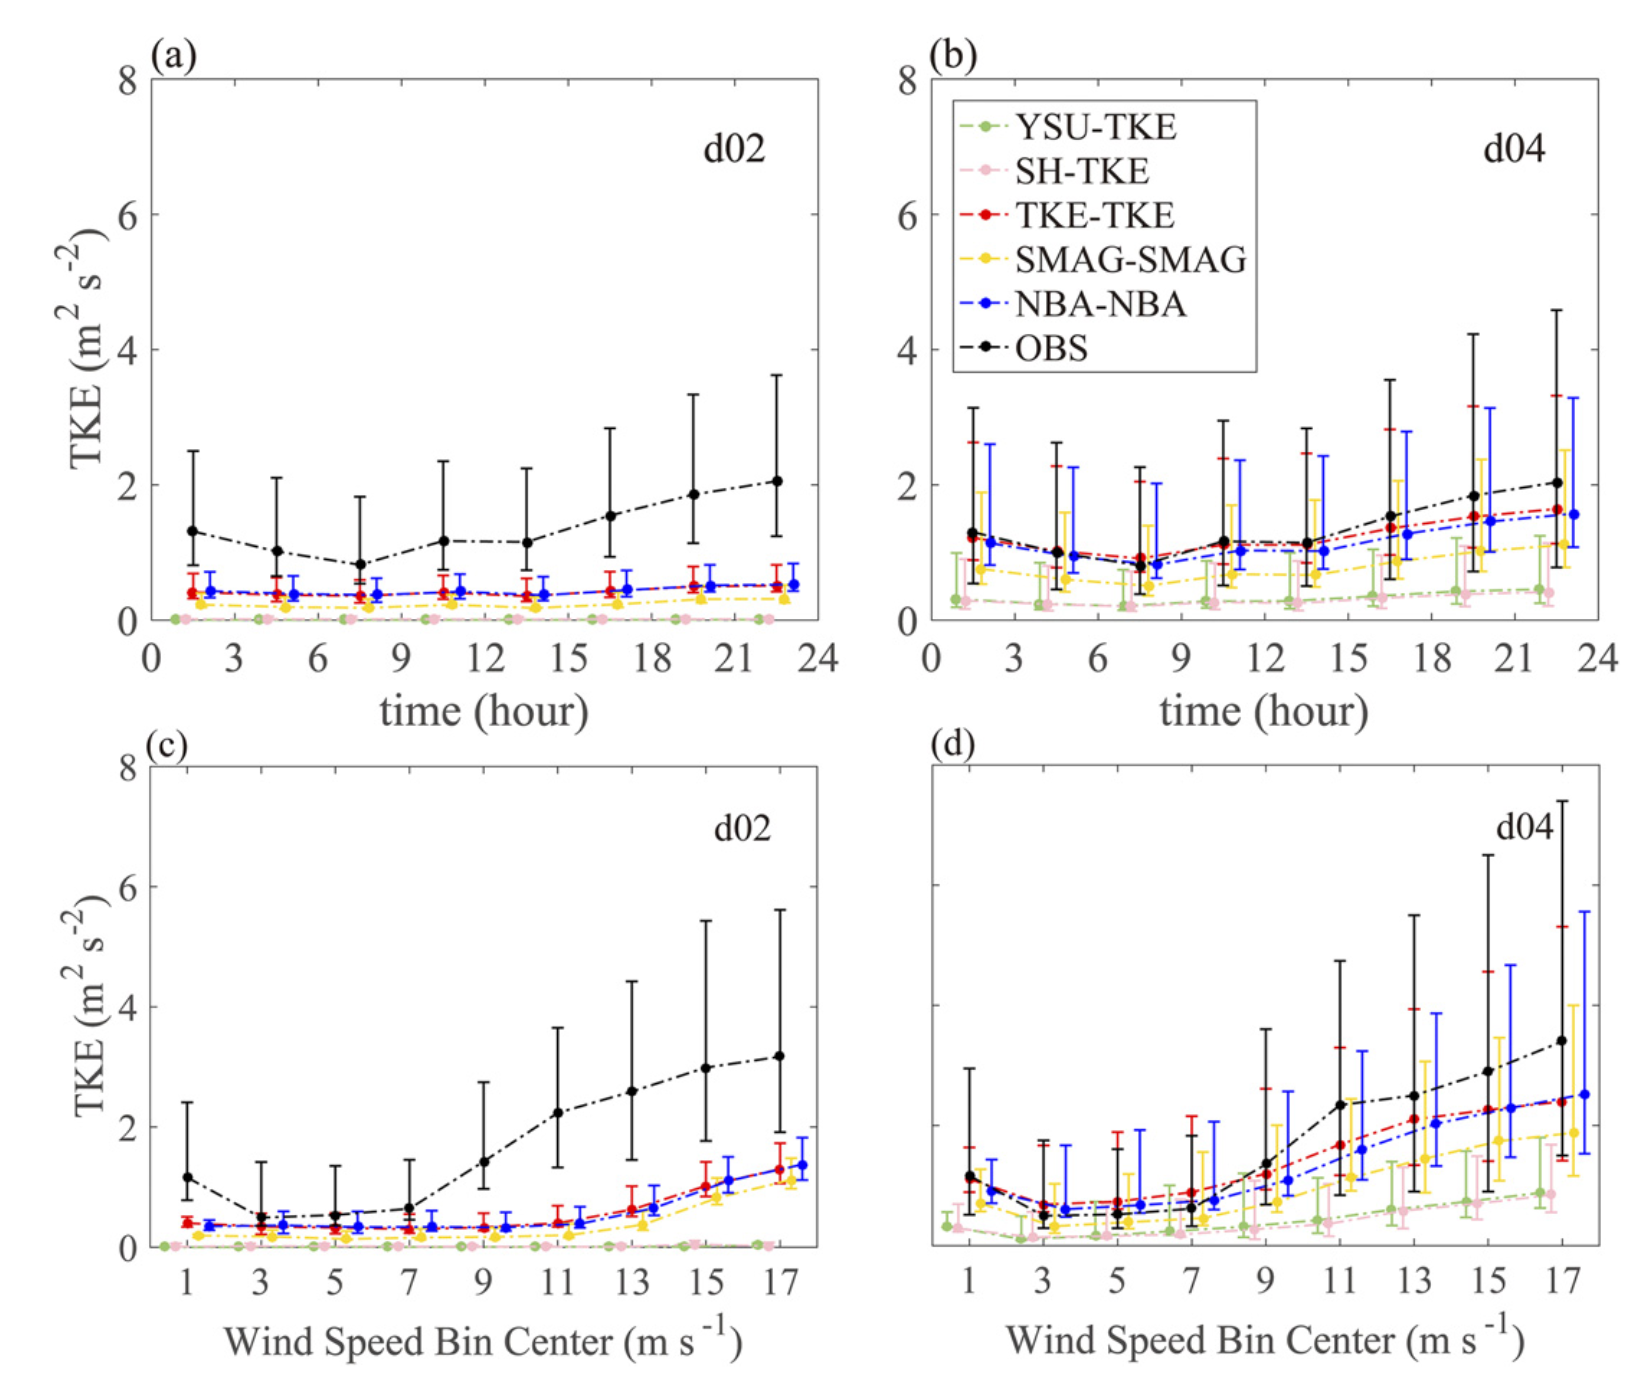 (a)
(b)
8
6
4
2
0
TKE (m² s⁻²)
d02
0 3 6 9 12 15 18 21 24
time (hour)
8
6
4
2
0
d04
YSU-TKE
SH-TKE
TKE-TKE
SMAG-SMAG
NBA-NBA
OBS
0 3 6 9 12 15 18 21 24
time (hour)
(c)
(d)
8
6
4
2
0
TKE (m² s⁻²)
d02
1 3 5 7 9 11 13 15 17
Wind Speed Bin Center (m s⁻¹)
d04
1 3 5 7 9 11 13 15 17
Wind Speed Bin Center (m s⁻¹)